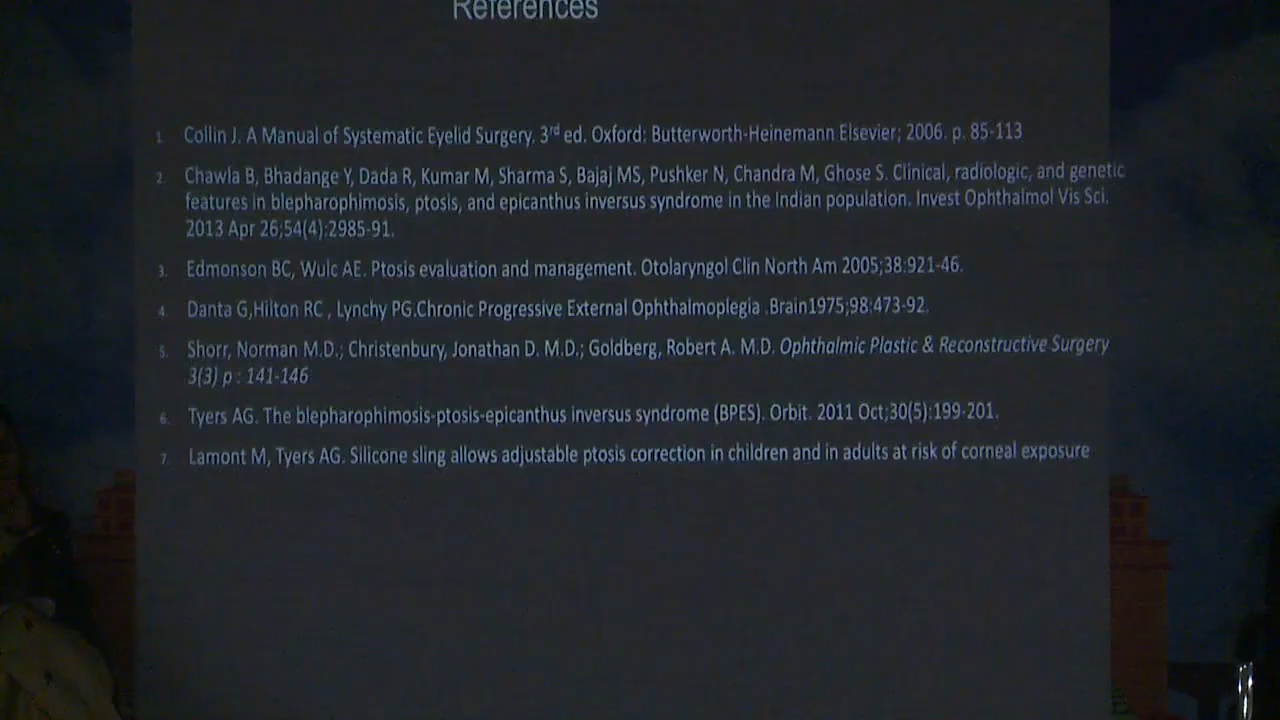 References
1. Collin J. A Manual of Systematic Eyelid Surgery. 3rd ed. Oxford: Butterworth-Heinemann Elsevier; 2006. p. 85-113
2. Chawla B, Bhadange Y, Dada R, Kumar M, Sharma S, Bajaj MS, Pushker N, Chandra M, Ghose S. Clinical, radiologic, and genetic
features in blepharophimosis, ptosis, and epicanthus inversus syndrome in the Indian population. Invest Ophthalmol Vis Sci.
2013 Apr 26;54(4):2985-91.
3. Edmonson BC, Wulc AE. Ptosis evaluation and management. Otolaryngol Clin North Am 2005;38:921-46.
4. Danta G,Hilton RC , Lynchy PG.Chronic Progressive External Ophthalmoplegia .Brain1975;98:473-92.
5. Shorr, Norman M.D.; Christenbury, Jonathan D. M.D.; Goldberg, Robert A. M.D. Ophthalmic Plastic & Reconstructive Surgery
3(3) p : 141-146
6. Tyers AG. The blepharophimosis-ptosis-epicanthus inversus syndrome (BPES). Orbit. 2011 Oct;30(5):199-201.
7. Lamont M, Tyers AG. Silicone sling allows adjustable ptosis correction in children and in adults at risk of corneal exposure